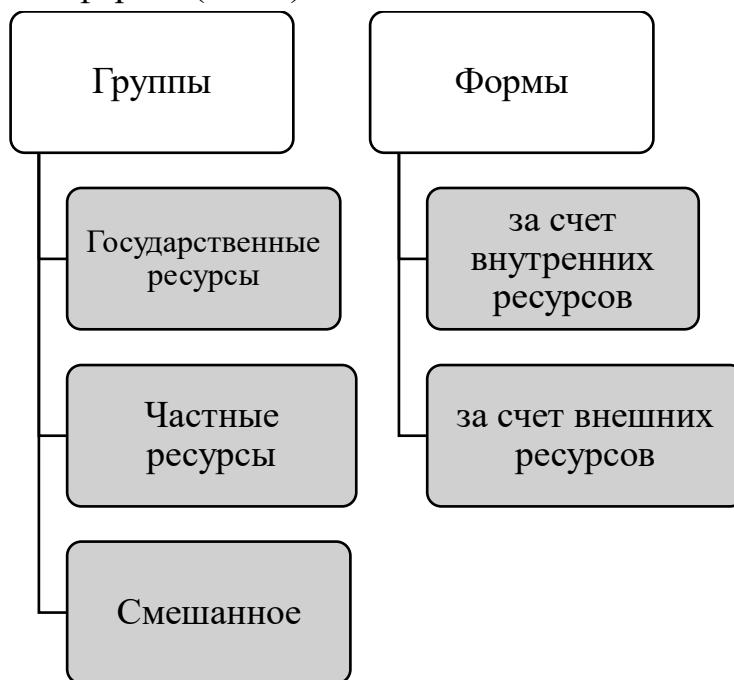 Группы
Формы
Государственные
ресурсы
за счет
внутренних
ресурсов
Частные
ресурсы
за счет внешних
ресурсов
Смешанное